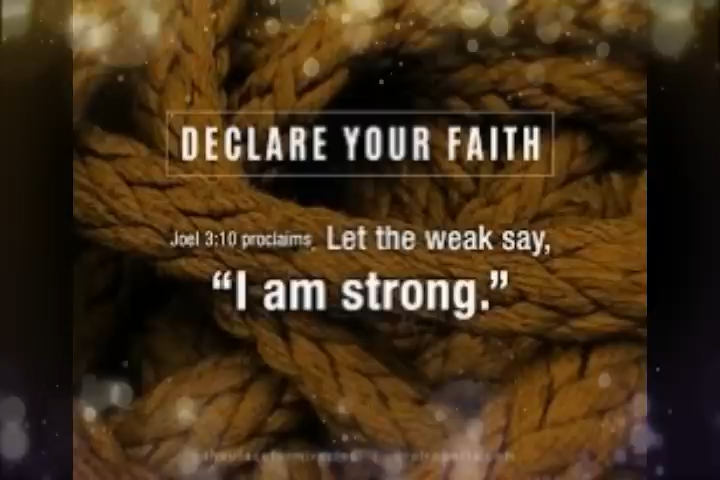 DECLARE YOUR FAITH
Joel 3:10 proclaims, Let the weak say,
“I am strong.”